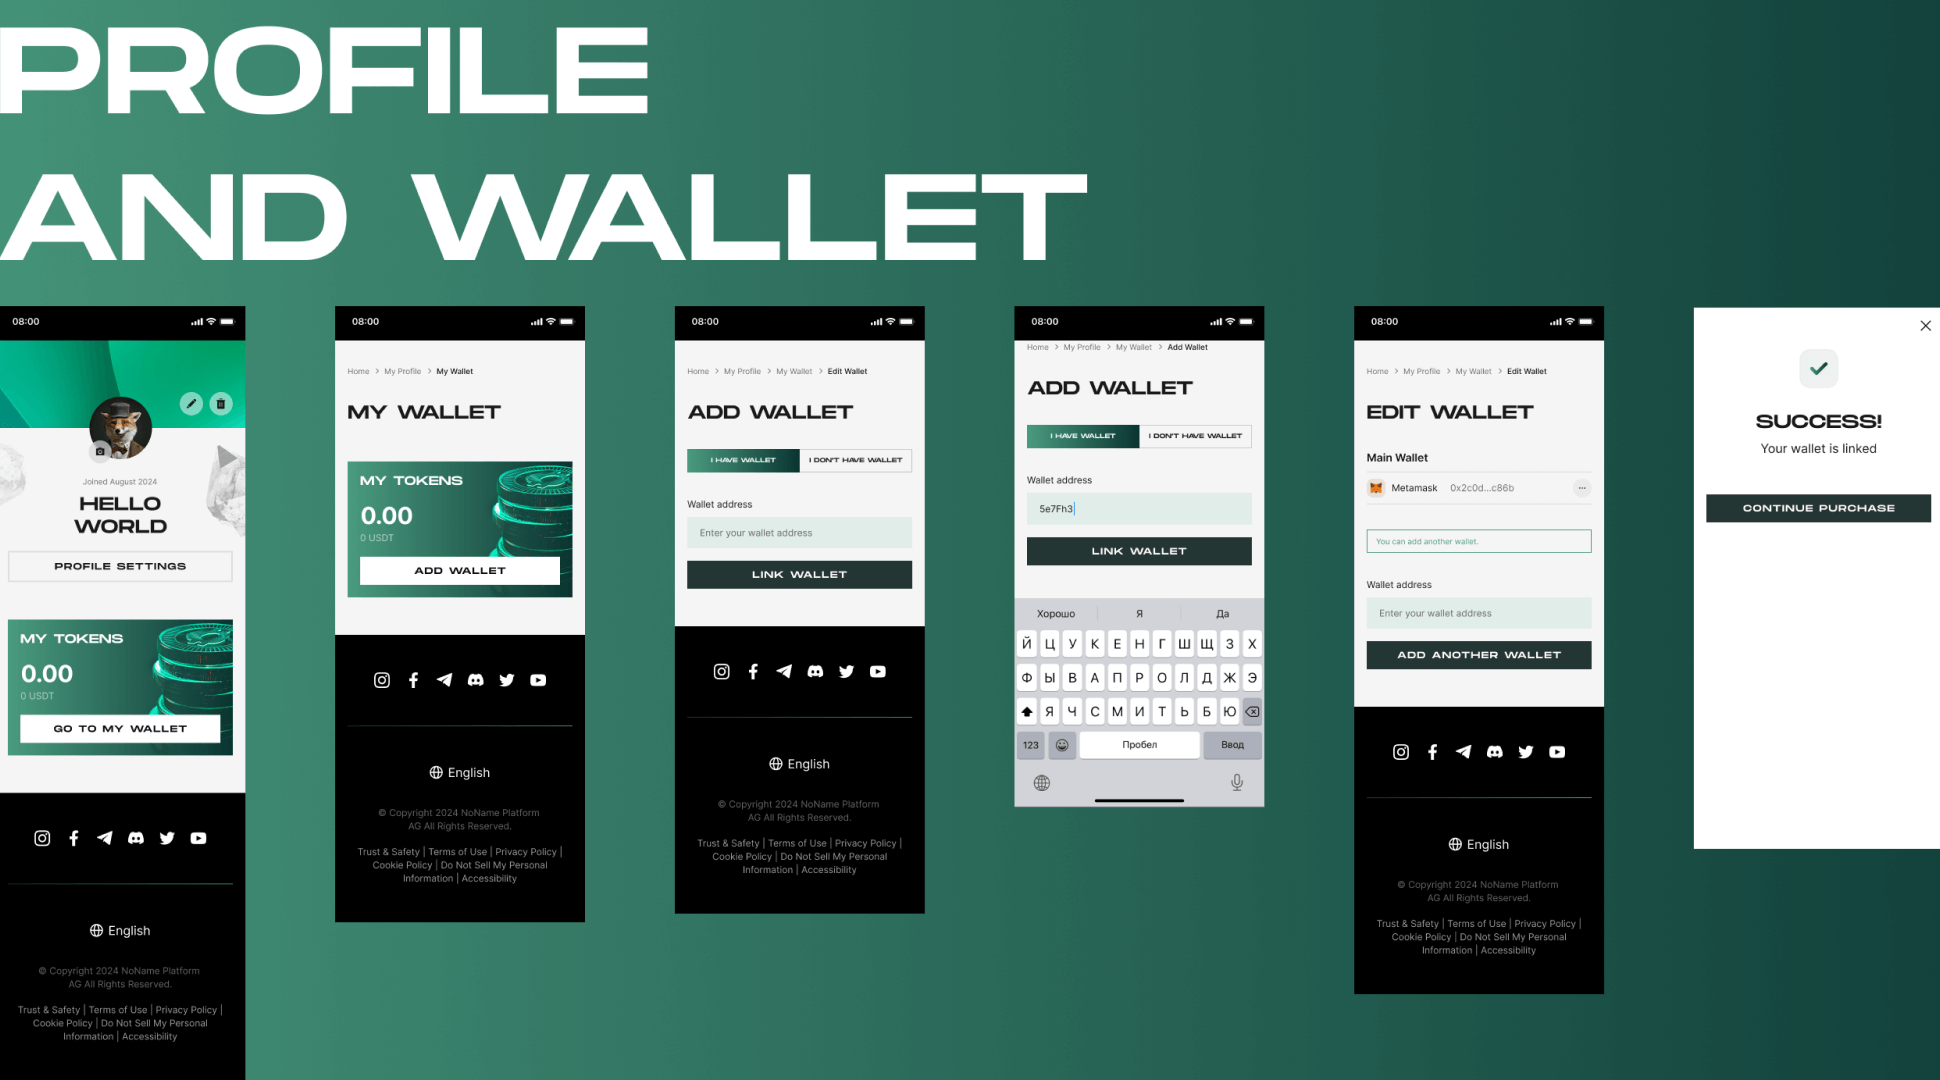 PROFILE
AND WALLET
08:00
Joined August 2024
HELLO
WORLD
PROFILE SETTINGS
MY TOKENS
0.00
0 USDT
GO TO MY WALLET
English
© Copyright 2024 NoName Platform
AG All Rights Reserved.
Trust & Safety | Terms of Use | Privacy Policy |
Cookie Policy | Do Not Sell My Personal
Information | Accessibility
08:00
Home > My Profile > My Wallet
MY WALLET
MY TOKENS
0.00
0 USDT
ADD WALLET
English
© Copyright 2024 NoName Platform
AG All Rights Reserved.
Trust & Safety | Terms of Use | Privacy Policy |
Cookie Policy | Do Not Sell My Personal
Information | Accessibility
08:00
Home > My Profile > My Wallet > Edit Wallet
ADD WALLET
I HAVE WALLET I DON'T HAVE WALLET
Wallet address
Enter your wallet address
LINK WALLET
English
© Copyright 2024 NoName Platform
AG All Rights Reserved.
Trust & Safety | Terms of Use | Privacy Policy |
Cookie Policy | Do Not Sell My Personal
Information | Accessibility
08:00
Home > My Profile > My Wallet > Add Wallet
ADD WALLET
I HAVE WALLET I DON'T HAVE WALLET
Wallet address
5e7Fh3
LINK WALLET
Хорошо Я Да
Й Ц У К Е Н Г Ш Щ З Х
Ф Ы В А П Р О Л Д Ж Э
Я Ч С М И Т Ь Б Ю
123 Пробел Ввод
08:00
Home > My Profile > My Wallet > Edit Wallet
EDIT WALLET
Main Wallet
Metamask 0x2c0d...c86b
You can add another wallet.
Wallet address
Enter your wallet address
ADD ANOTHER WALLET
English
© Copyright 2024 NoName Platform
AG All Rights Reserved.
Trust & Safety | Terms of Use | Privacy Policy |
Cookie Policy | Do Not Sell My Personal
Information | Accessibility
SUCCESS!
Your wallet is linked
CONTINUE PURCHASE